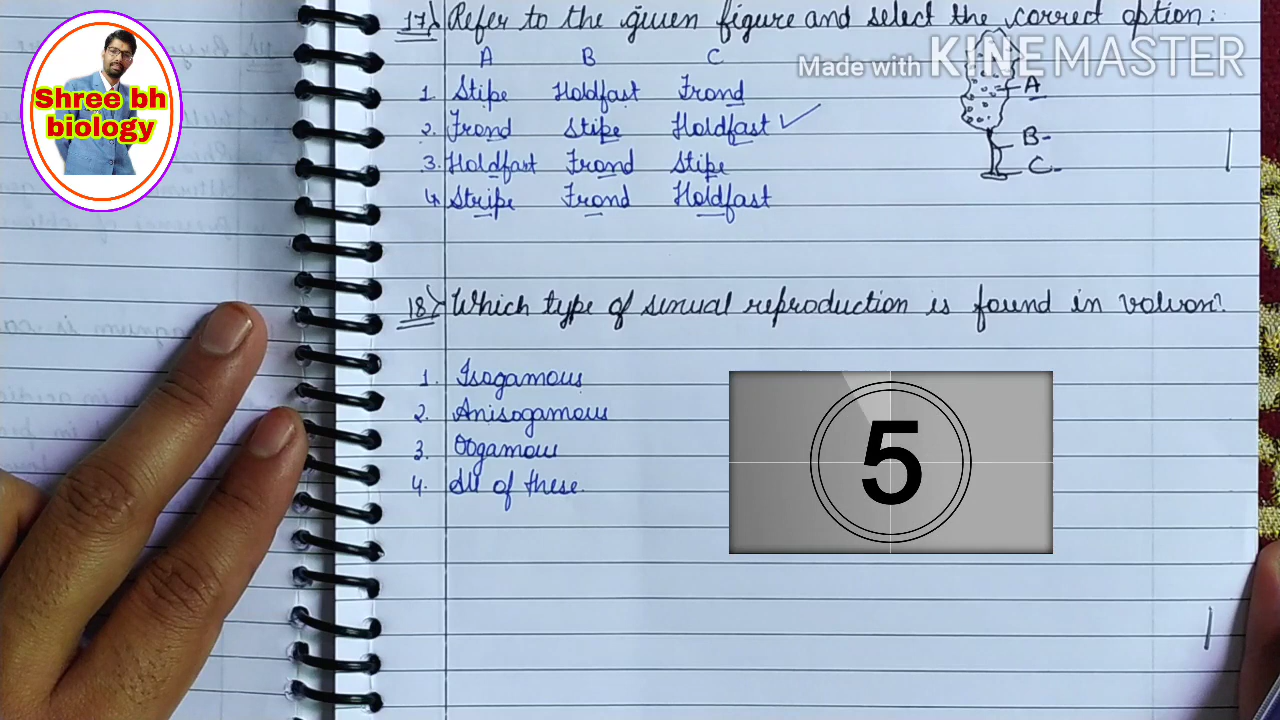 Shree bh
biology
Made with KINEMASTER
17) Refer to the given figure and select the correct option:
A B C
1. Stipe Holdfast Frond
2. Frond Stipe Holdfast ✓
3. Holdfast Frond Stipe
4. Stripe Frond Holdfast
A
B-
C-
18) Which type of sexual reproduction is found in volvox?
1. Isogamous
2. Anisogamous
3. Oogamous
4. All of these.
5